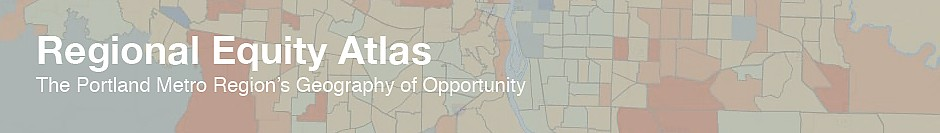 Regional Equity Atlas
The Portland Metro Region's Geography of Opportunity